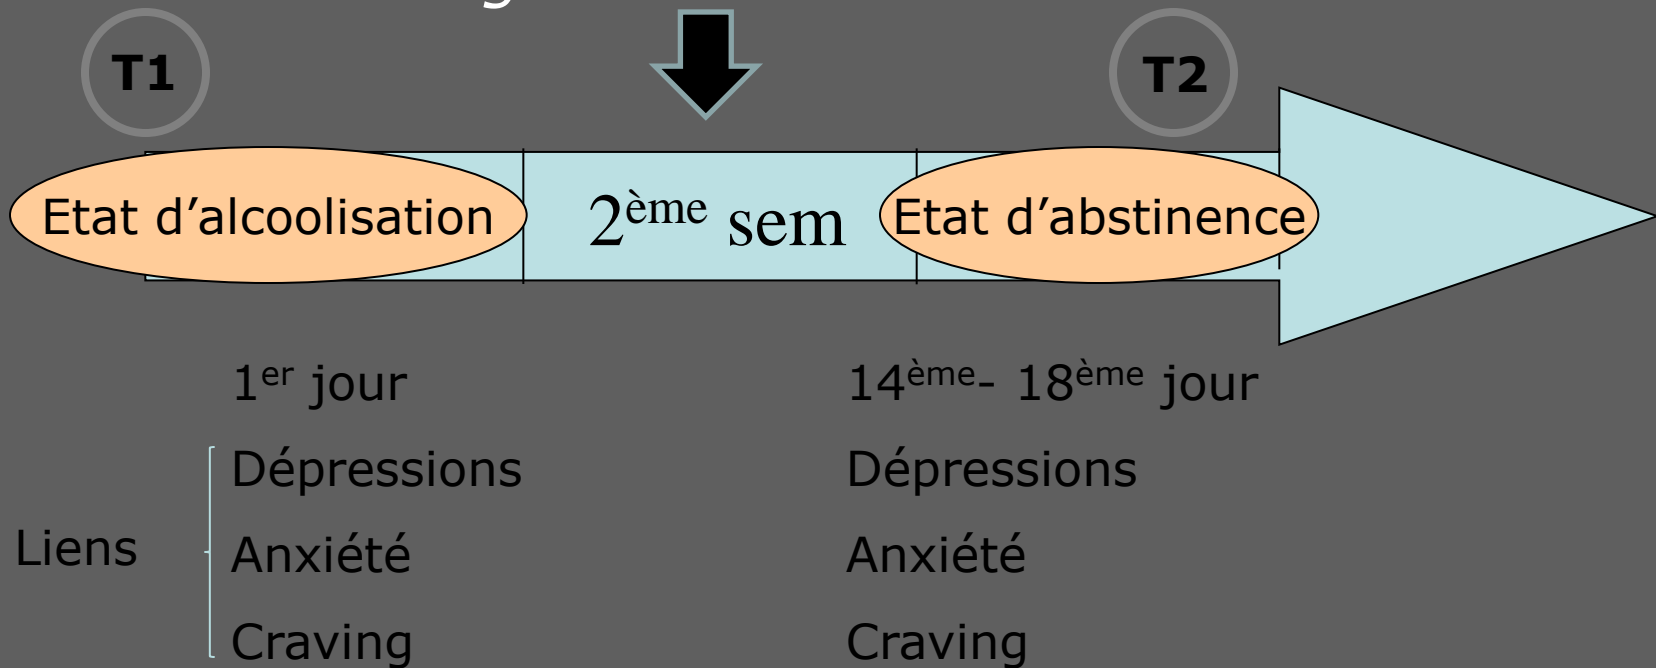 T1
T2
Etat d’alcoolisation
2ème sem
Etat d’abstinence
1er jour
14ème- 18ème jour
Dépressions
Dépressions
Liens
Anxiété
Anxiété
Craving
Craving